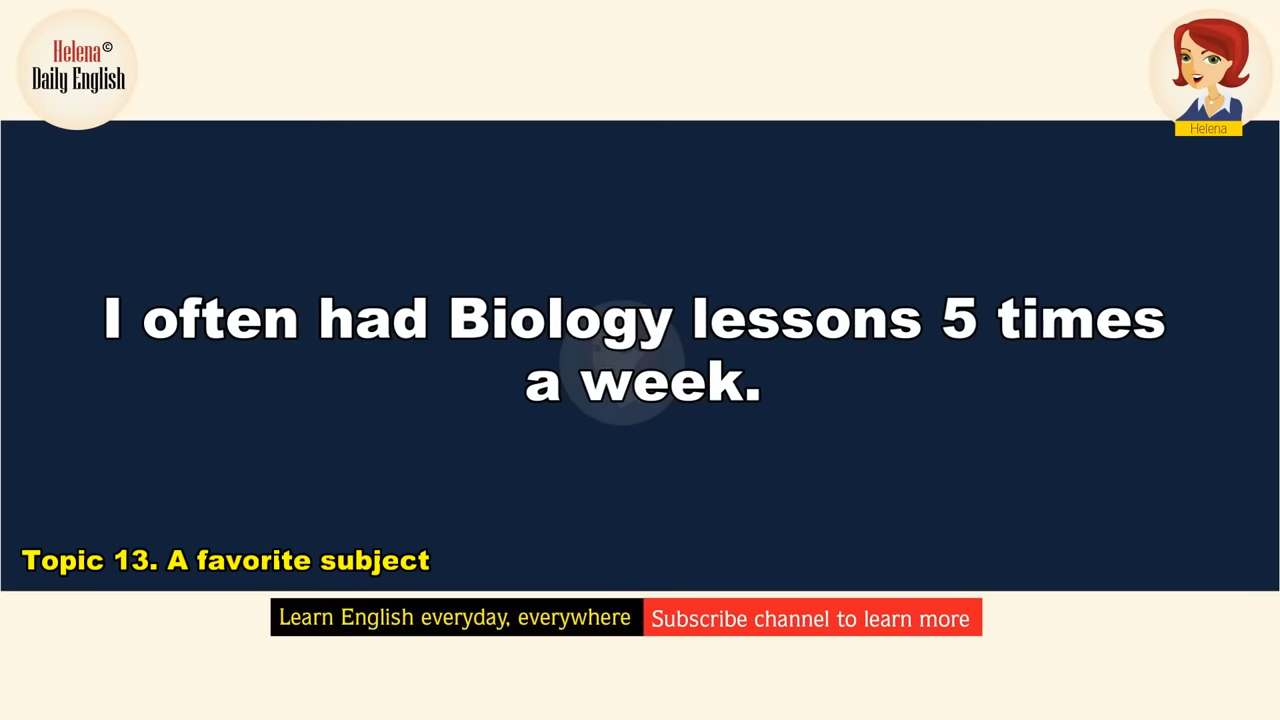 Helena©
Daily English
Helena
I often had Biology lessons 5 times
a week.
Topic 13. A favorite subject
Learn English everyday, everywhere
Subscribe channel to learn more